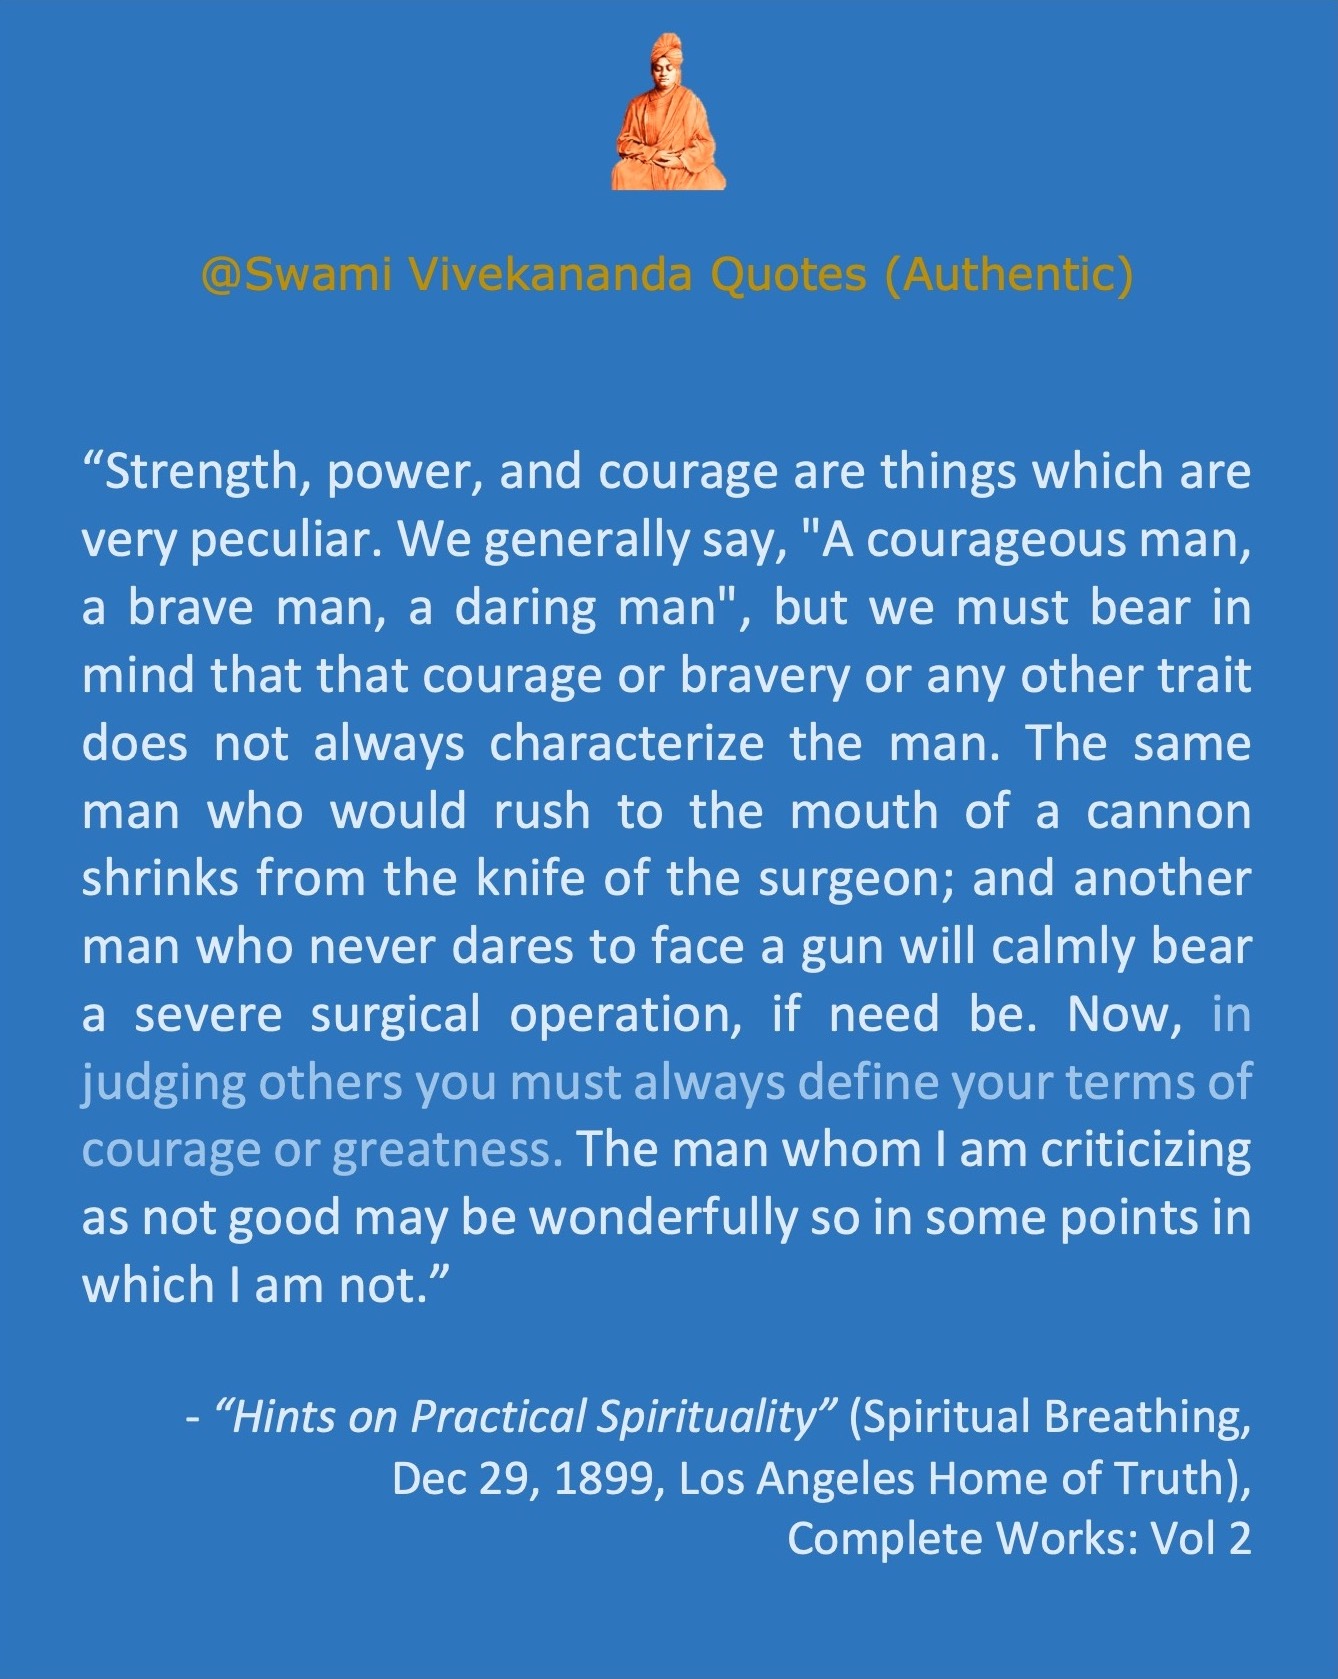 @Swami Vivekananda Quotes (Authentic)
“Strength, power, and courage are things which are
very peculiar. We generally say, "A courageous man,
a brave man, a daring man", but we must bear in
mind that that courage or bravery or any other trait
does not always characterize the man. The same
man who would rush to the mouth of a cannon
shrinks from the knife of the surgeon; and another
man who never dares to face a gun will calmly bear
a severe surgical operation, if need be. Now, in
judging others you must always define your terms of
courage or greatness. The man whom I am criticizing
as not good may be wonderfully so in some points in
which I am not.”
- “Hints on Practical Spirituality” (Spiritual Breathing,
Dec 29, 1899, Los Angeles Home of Truth),
Complete Works: Vol 2